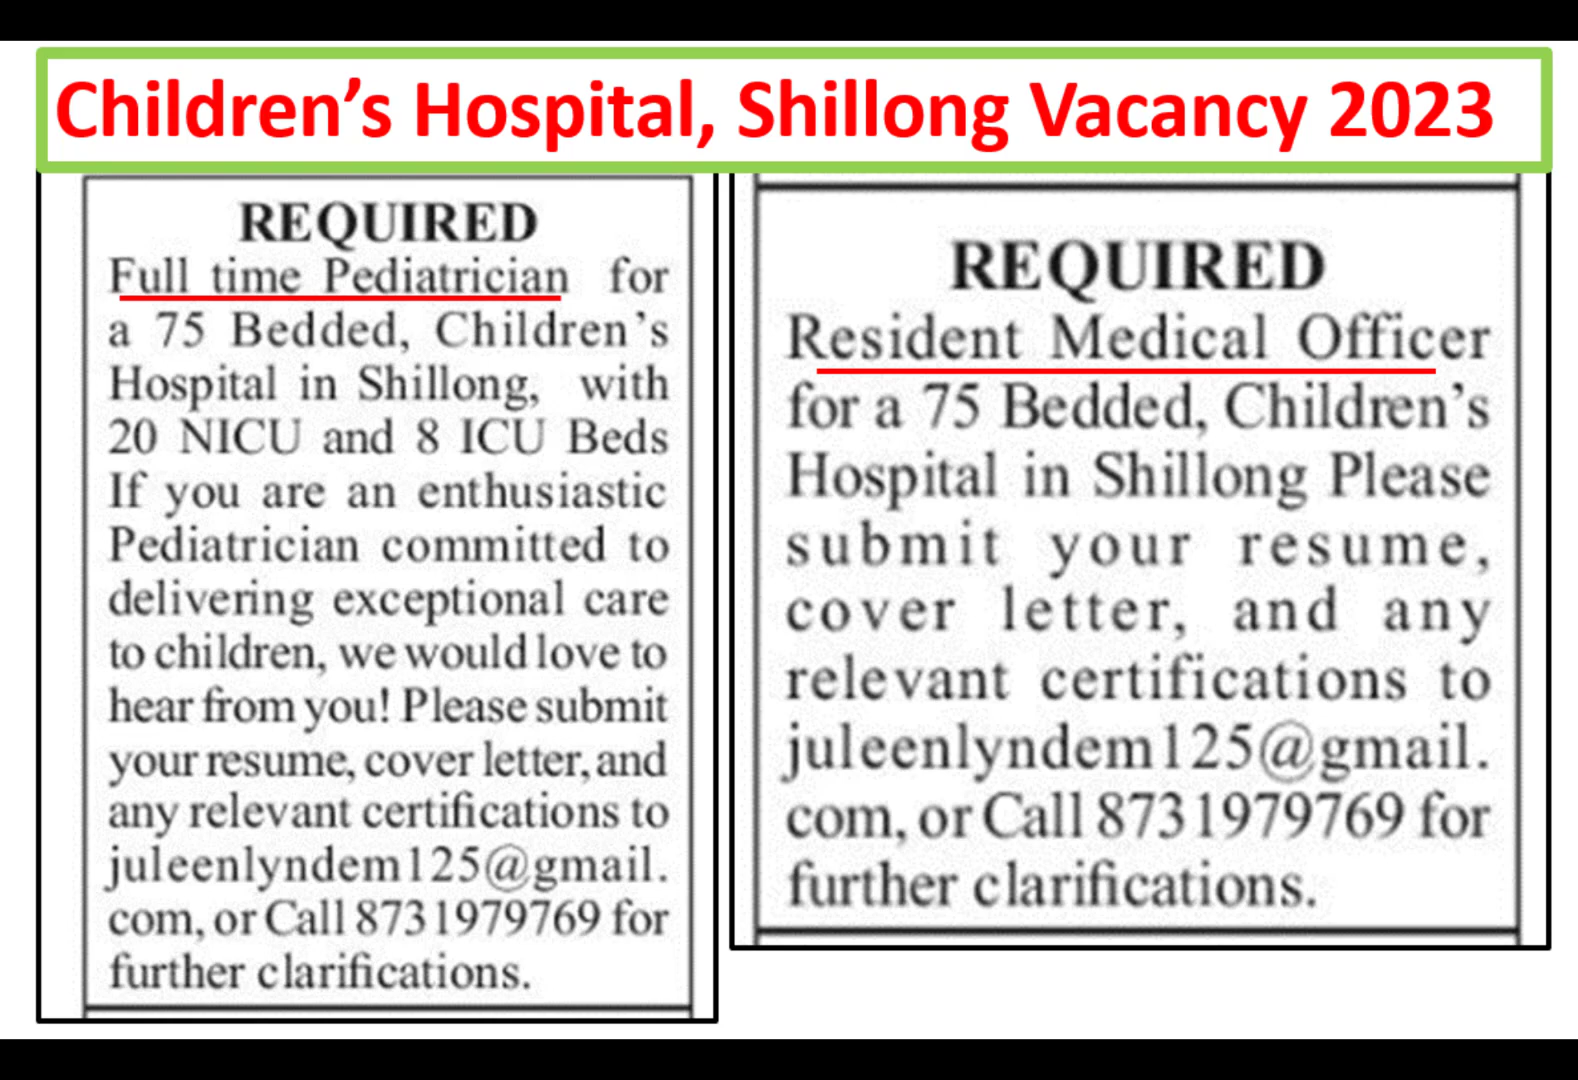 Children's Hospital, Shillong Vacancy 2023
REQUIRED
Full time Pediatrician for
a 75 Bedded, Children's
Hospital in Shillong, with
20 NICU and 8 ICU Beds
If you are an enthusiastic
Pediatrician committed to
delivering exceptional care
to children, we would love to
hear from you! Please submit
your resume, cover letter, and
any relevant certifications to
juleenlyndem125@gmail.
com, or Call 8731979769 for
further clarifications.
REQUIRED
Resident Medical Officer
for a 75 Bedded, Children's
Hospital in Shillong Please
submit your resume,
cover letter, and any
relevant certifications to
juleenlyndem125@gmail.
com, or Call 8731979769 for
further clarifications.